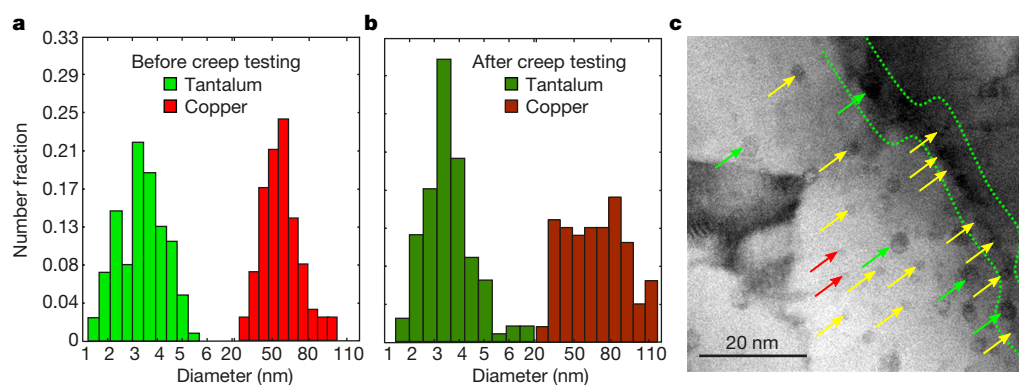 a
Before creep testing
Tantalum
Copper
Number fraction
0.33
0.29
0.25
0.21
0.17
0.13
0.08
0.04
0
1 2 3 4 5 6 20 50 80 110
Diameter (nm)
b
After creep testing
Tantalum
Copper
1 2 3 4 6 20 50 80 110
Diameter (nm)
c
20 nm